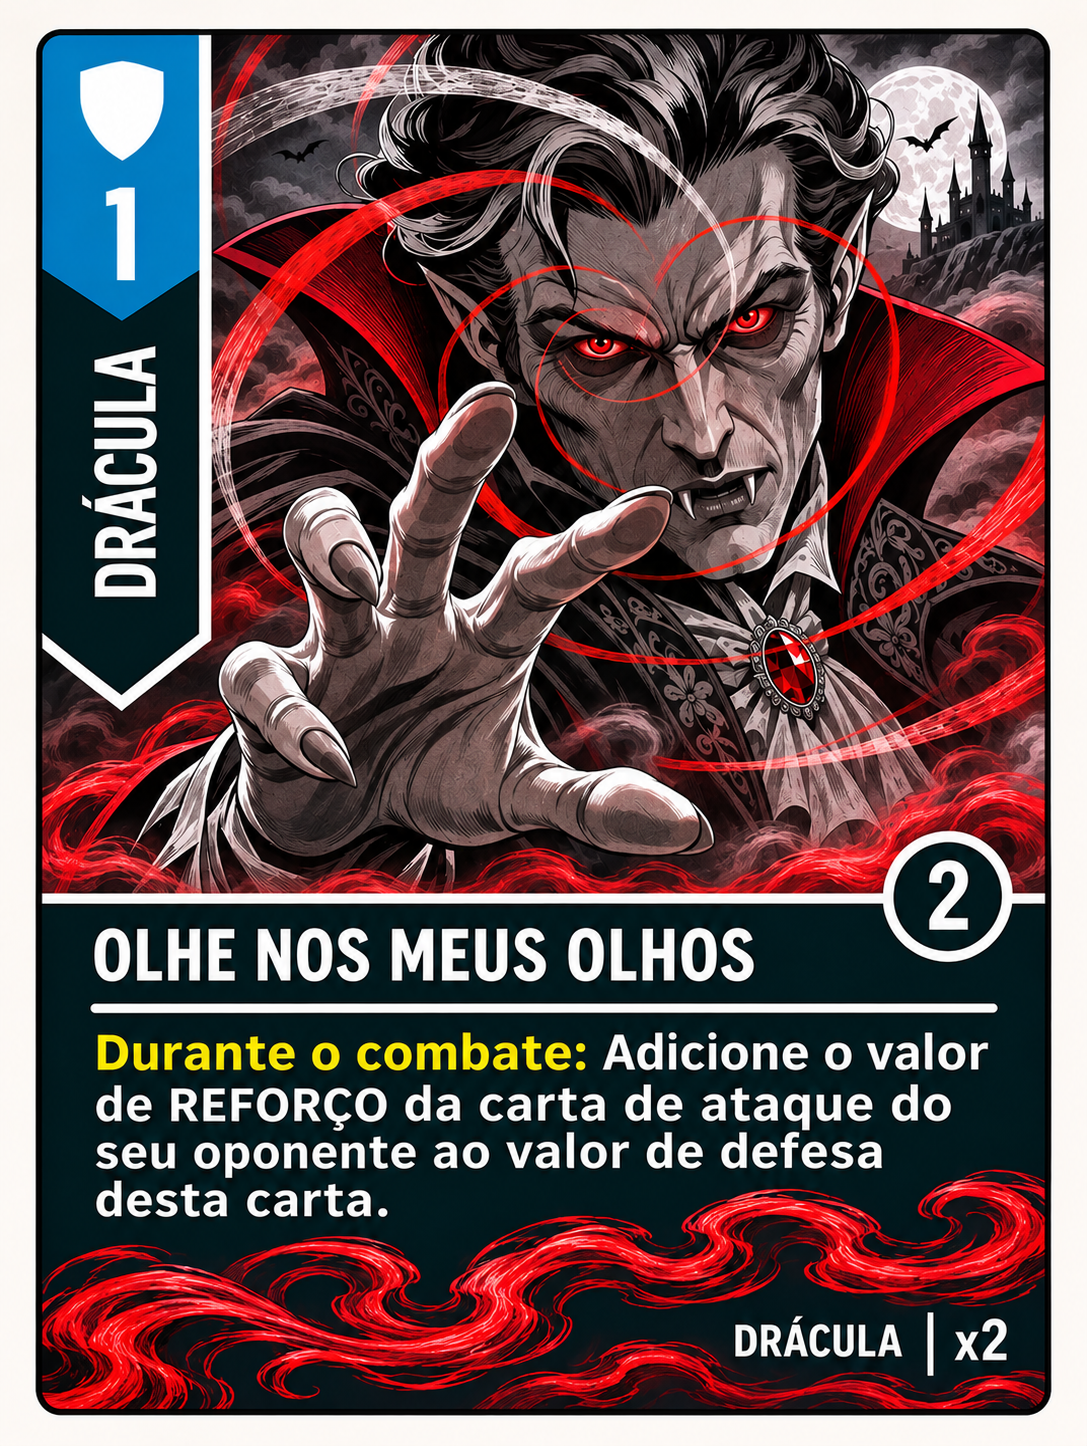 1
DRÁCULA
2
OLHE NOS MEUS OLHOS
Durante o combate: Adicione o valor
de REFORÇO da carta de ataque do
seu oponente ao valor de defesa
desta carta.
DRÁCULA | x2